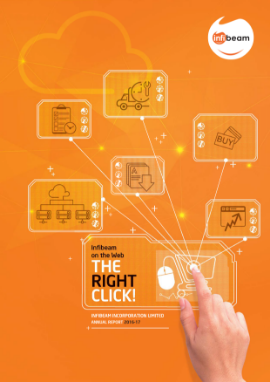 infibeam
BUY
Infibeam
on the Web
THE
RIGHT
CLICK!
INFIBEAM INCORPORATION LIMITED
ANNUAL REPORT 2016-17